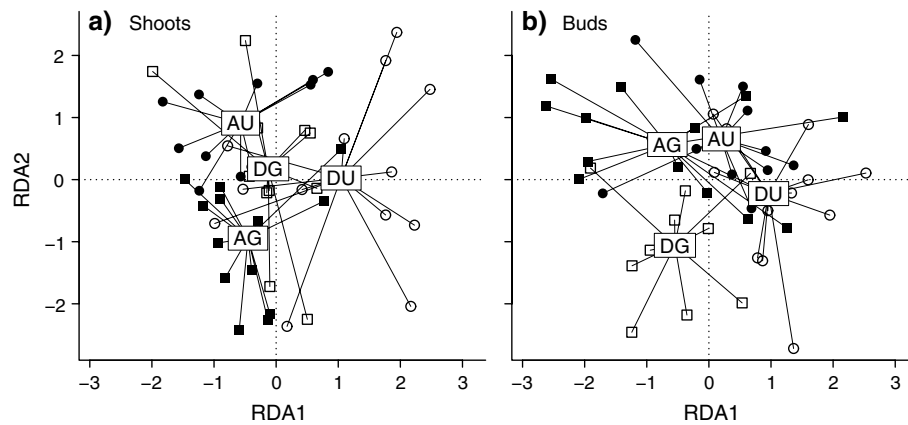 a) Shoots
b) Buds
RDA2
2
1
0
−1
−2
AU
DG
DU
AG
AG
AU
DU
DG
−3 −2 −1 0 1 2 3
−3 −2 −1 0 1 2 3
RDA1
RDA1